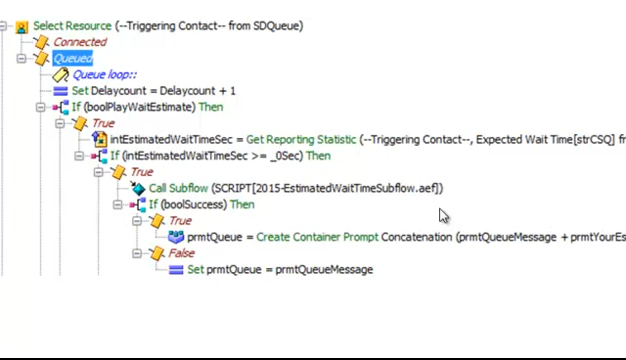 Select Resource (--Triggering Contact-- from SDQueue)
Connected
Queued
Queue loop::
Set Delaycount = Delaycount + 1
If (boolPlayWaitEstimate) Then
True
intEstimatedWaitTimeSec = Get Reporting Statistic (--Triggering Contact--, Expected Wait Time[strCSQ] fr
If (intEstimatedWaitTimeSec >= _0Sec) Then
True
Call Subflow (SCRIPT[2015-EstimatedWaitTimeSubflow.aef])
If (boolSuccess) Then
True
prmtQueue = Create Container Prompt Concatenation (prmtQueueMessage + prmtYourEs
False
Set prmtQueue = prmtQueueMessage